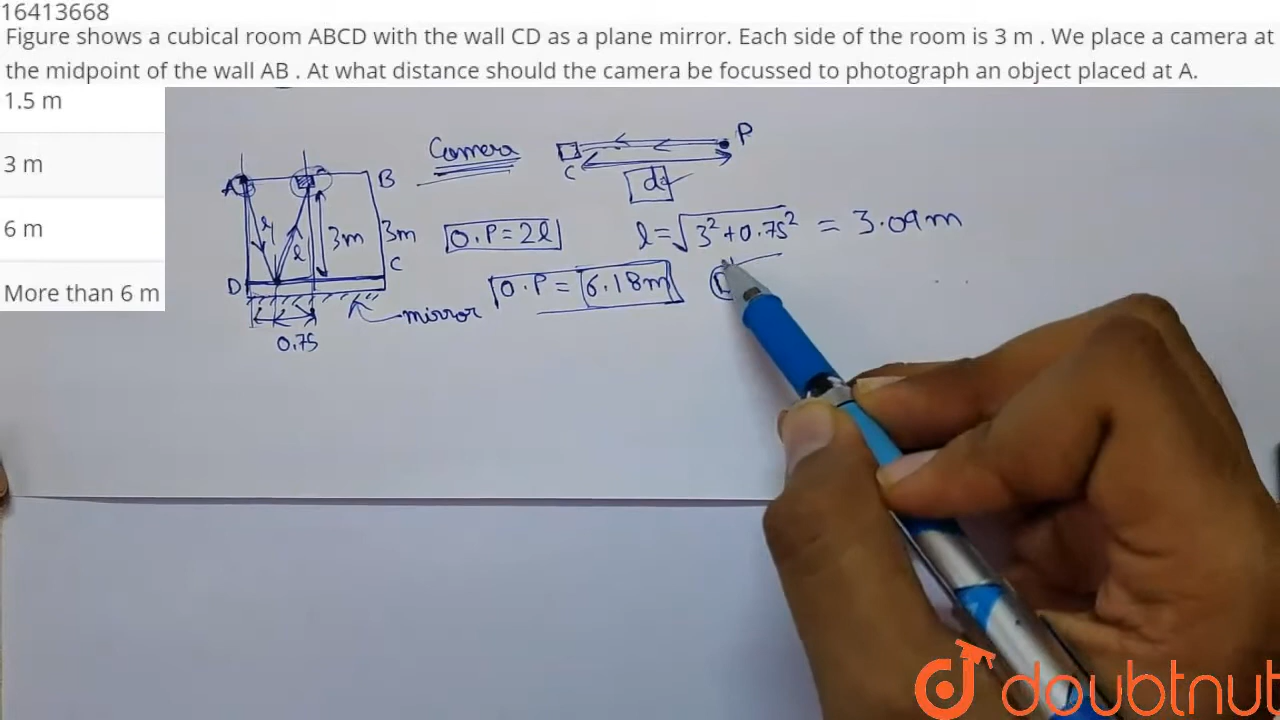 16413668
Figure shows a cubical room ABCD with the wall CD as a plane mirror. Each side of the room is 3 m . We place a camera at
the midpoint of the wall AB . At what distance should the camera be focussed to photograph an object placed at A.
1.5 m
3 m
6 m
More than 6 m
Camera
P
C
d
A
B
3m
3m
l
l
D
C
0.75
mirror
O.P = 2l
l = √3² + 0.75² = 3.09m
O.P = 6.18m
doubtnut